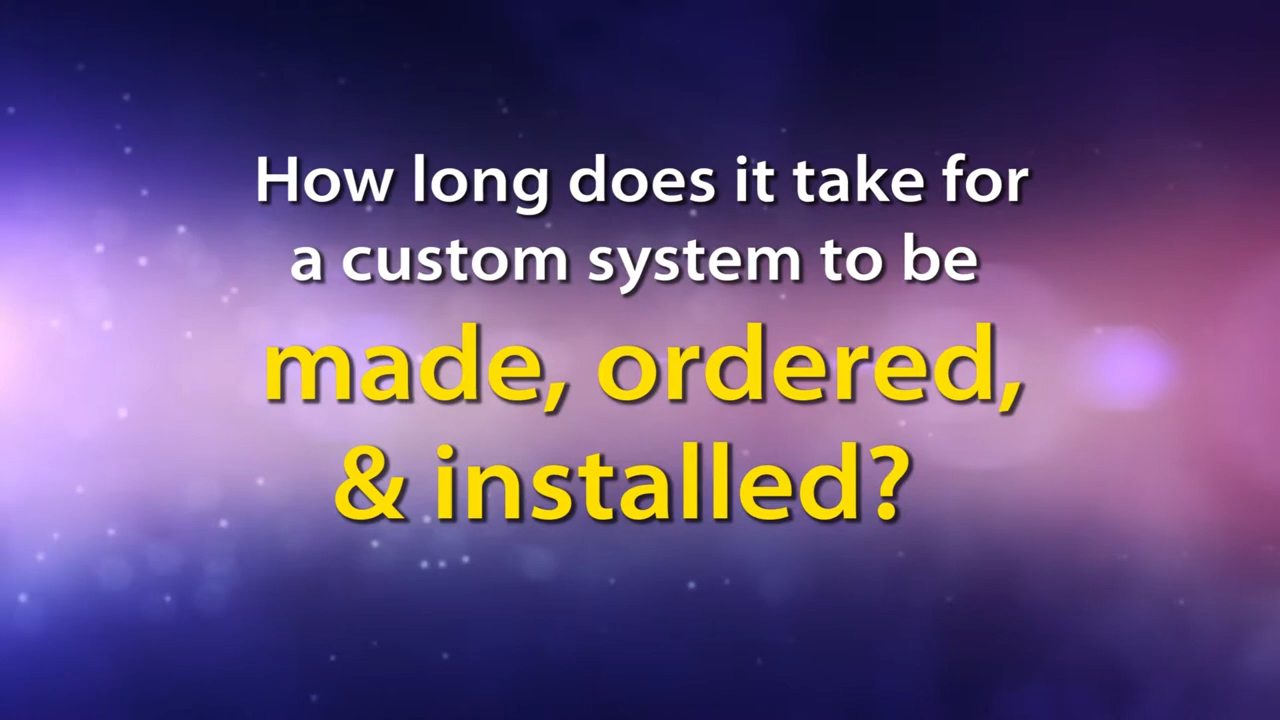 How long does it take for
a custom system to be
made, ordered,
& installed?